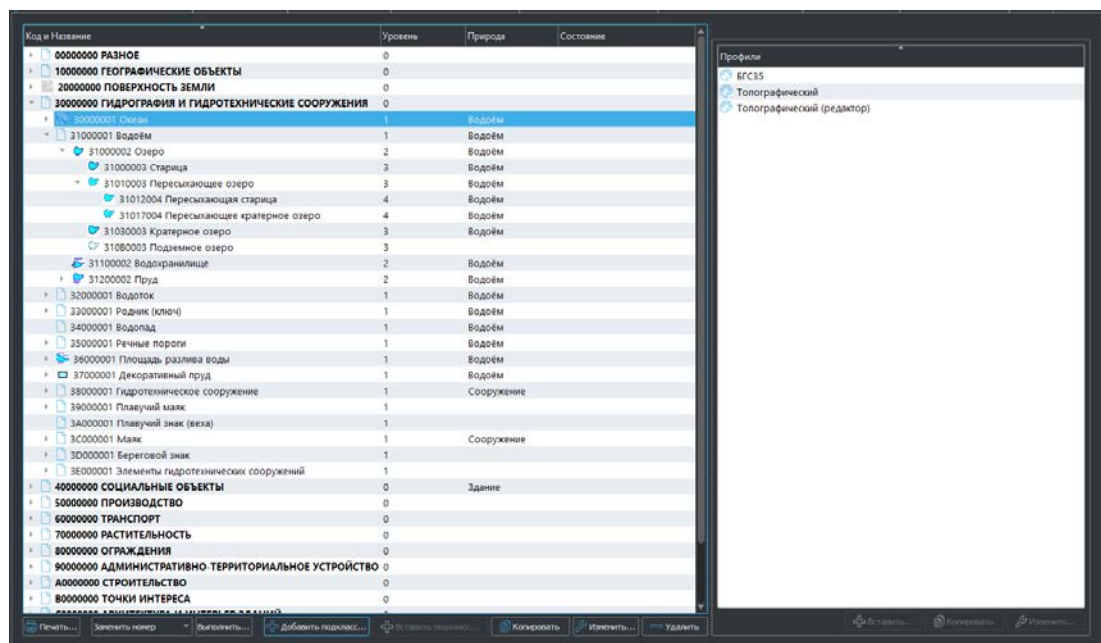 Код и Название Уровень Природа Состояние
00000000 РАЗНОЕ 0
10000000 ГЕОГРАФИЧЕСКИЕ ОБЪЕКТЫ 0
20000000 ПОВЕРХНОСТЬ ЗЕМЛИ 0
30000000 ГИДРОГРАФИЯ И ГИДРОТЕХНИЧЕСКИЕ СООРУЖЕНИЯ 0
30000001 Океан 1 Водоём
31000001 Водоём 1 Водоём
31000002 Озеро 2 Водоём
31000003 Старица 3 Водоём
31010003 Пересыхающее озеро 3 Водоём
31012004 Пересыхающая старица 4 Водоём
31017004 Пересыхающее кратерное озеро 4 Водоём
31030003 Кратерное озеро 3 Водоём
310B0003 Подземное озеро 3
31100002 Водохранилище 2 Водоём
31200002 Пруд 2 Водоём
32000001 Водоток 1 Водоём
33000001 Родник (ключ) 1 Водоём
34000001 Водопад 1 Водоём
35000001 Речные пороги 1 Водоём
36000001 Площадь разлива воды 1 Водоём
37000001 Декоративный пруд 1 Водоём
38000001 Гидротехническое сооружение 1 Сооружение
39000001 Плавучий маяк 1
3A000001 Плавучий знак (веха) 1
3C000001 Маяк 1 Сооружение
3D000001 Береговой знак 1
3E000001 Элементы гидротехнических сооружений 1
40000000 СОЦИАЛЬНЫЕ ОБЪЕКТЫ 0 Здание
50000000 ПРОИЗВОДСТВО 0
60000000 ТРАНСПОРТ 0
70000000 РАСТИТЕЛЬНОСТЬ 0
80000000 ОГРАЖДЕНИЯ 0
90000000 АДМИНИСТРАТИВНО-ТЕРРИТОРИАЛЬНОЕ УСТРОЙСТВО 0
A0000000 СТРОИТЕЛЬСТВО 0
B0000000 ТОЧКИ ИНТЕРЕСА 0
Печать... Заменить номер Выполнить... Добавить подкласс... Вставить подкласс... Копировать Изменить... Удалить
Профили
БГС35
Топографический
Топографический (редактор)
Вставить... Копировать Изменить...